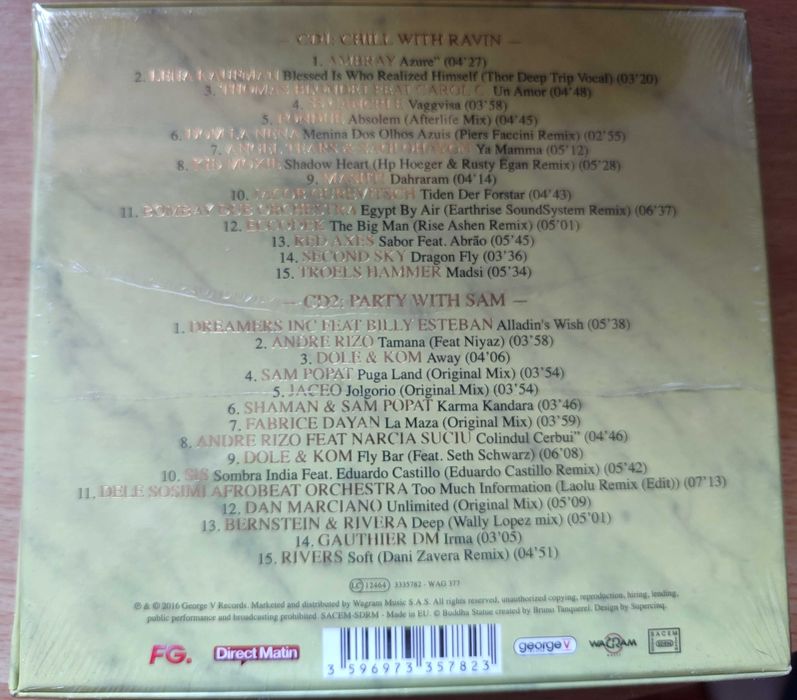 — CD1: CHILL WITH RAVIN —
1. AMBRAY Azure" (04'27)
2. LEHA KAUFMAN Blessed Is Who Realized Himself (Thor Deep Trip Vocal) (03'20)
3. THOMAS BLONDET FEAT CAROL C. Un Amor (04'48)
4. Vaggvisa (03'58)
5. Absolem (Afterlife Mix) (04'45)
6. DOM LA NENA Menina Dos Olhos Azuis (Piers Faccini Remix) (02'55)
7. ANGEL TEARS & Ya Mamma (05'12)
8. KID MOXIE Shadow Heart (Hp Hoeger & Rusty Egan Remix) (05'28)
9. Dahraram (04'14)
10. JACOB GUREVITSCH Tiden Der Forstar (04'43)
11. BOMBAY DUB ORCHESTRA Egypt By Air (Earthrise SoundSystem Remix) (06'37)
12. ECCODEK The Big Man (Rise Ashen Remix) (05'01)
13. RED AXES Sabor Feat. Abrão (05'45)
14. SECOND SKY Dragon Fly (03'36)
15. TROELS HAMMER Madsi (05'34)
— CD2: PARTY WITH SAM —
1. DREAMERS INC FEAT BILLY ESTEBAN Alladin's Wish (05'38)
2. ANDRE RIZO Tamana (Feat Niyaz) (03'58)
3. DOLE & KOM Away (04'06)
4. SAM POPAT Puga Land (Original Mix) (03'54)
5. JACEO Jolgorio (Original Mix) (03'54)
6. SHAMAN & SAM POPAT Karma Kandara (03'46)
7. FABRICE DAYAN La Maza (Original Mix) (03'59)
8. ANDRE RIZO FEAT NARCIA SUCIU Colindul Cerbui" (04'46)
9. DOLE & KOM Fly Bar (Feat. Seth Schwarz) (06'08)
10. SIS Sombra India Feat. Eduardo Castillo (Eduardo Castillo Remix) (05'42)
11. DELE SOSIMI AFROBEAT ORCHESTRA Too Much Information (Laolu Remix (Edit)) (07'13)
12. DAN MARCIANO Unlimited (Original Mix) (05'09)
13. BERNSTEIN & RIVERA Deep (Wally Lopez mix) (05'01)
14. GAUTHIER DM Irma (03'05)
15. RIVERS Soft (Dani Zavera Remix) (04'51)
LC 12464 3335782 - WAG 377
℗ & © 2016 George V Records. Marketed and distributed by Wagram Music S.A.S. All rights reserved, unauthorized copying, reproduction, hiring, lending,
public performance and broadcasting prohibited. SACEM-SDRM - Made in EU. © Buddha Statue created by Bruno Tanquerel. Design by Supercinq.
FG. Direct Matin 3 596973 357823 george V WAGRAM MUSIC SACEM